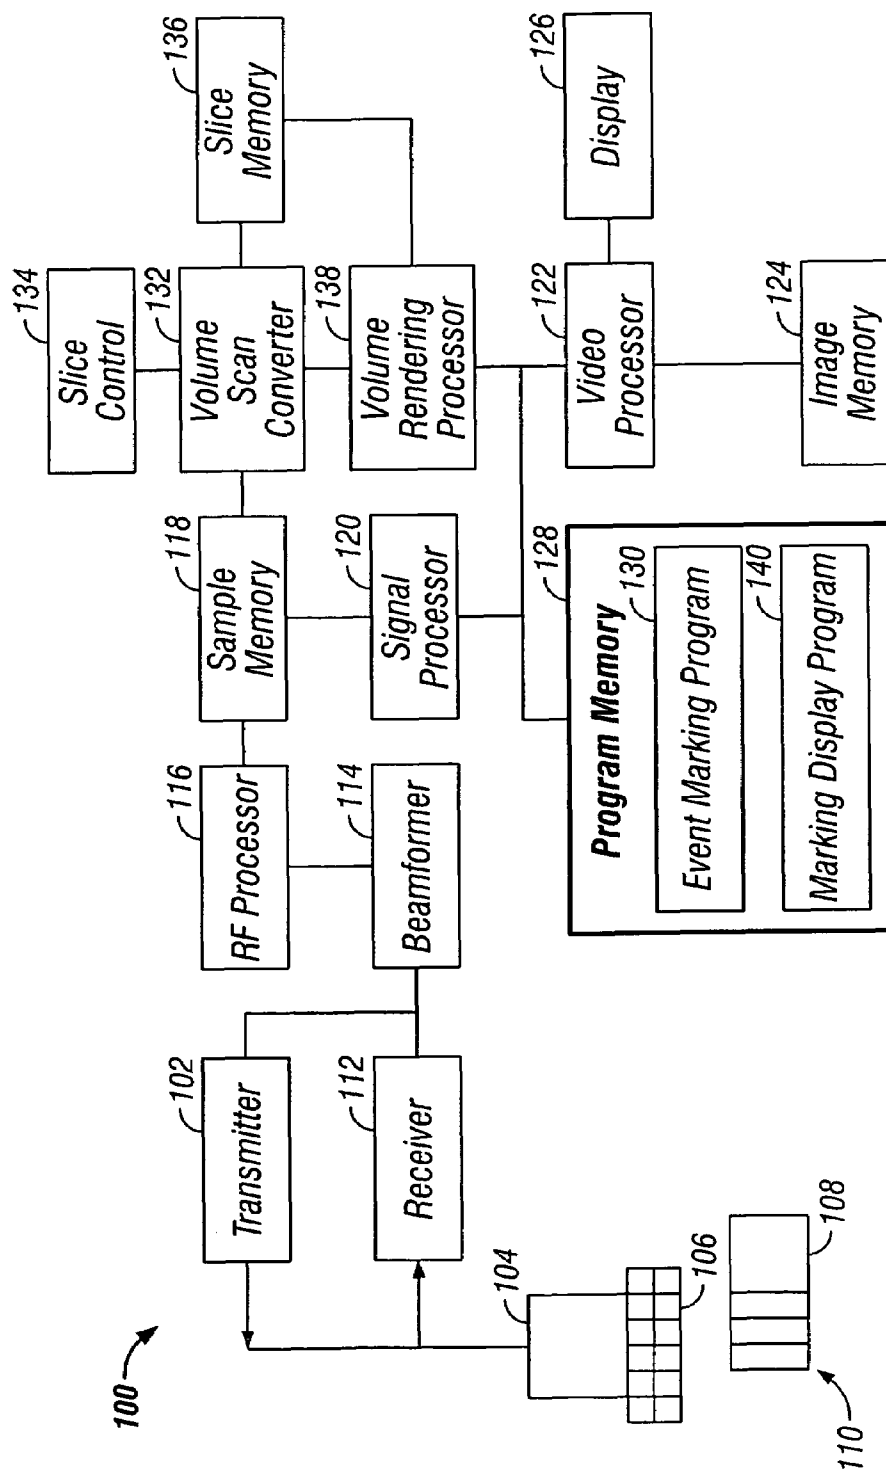 100
102
Transmitter
112
Receiver
104
106
108
110
116
RF Processor
114
Beamformer
118
Sample
Memory
120
Signal
Processor
134
Slice
Control
132
Volume
Scan
Converter
138
Volume
Rendering
Processor
136
Slice
Memory
122
Video
Processor
126
Display
124
Image
Memory
128
Program Memory
130
Event Marking Program
140
Marking Display Program